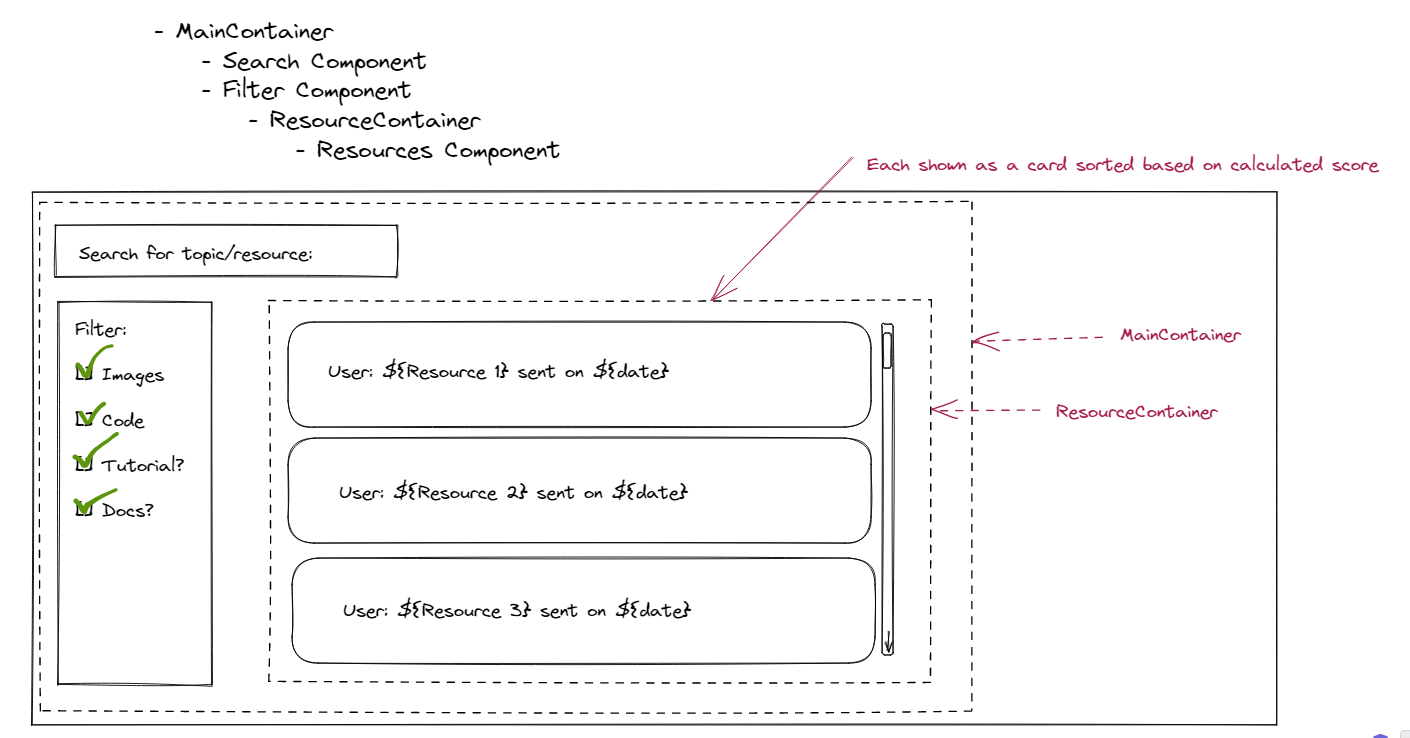 - MainContainer
- Search Component
- Filter Component
- ResourceContainer
- Resources Component
Each shown as a card sorted based on calculated score
Search for topic/resource:
Filter:
Images
Code
Tutorial?
Docs?
User: ${Resource 1} sent on ${date}
User: ${Resource 2} sent on ${date}
User: ${Resource 3} sent on ${date}
MainContainer
ResourceContainer